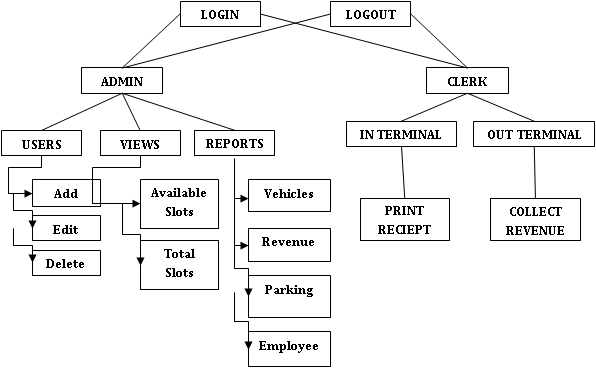 LOGIN
LOGOUT
ADMIN
CLERK
USERS
VIEWS
REPORTS
IN TERMINAL
OUT TERMINAL
Add
Edit
Delete
Available
Slots
Total
Slots
Vehicles
Revenue
Parking
Employee
PRINT
RECIEPT
COLLECT
REVENUE